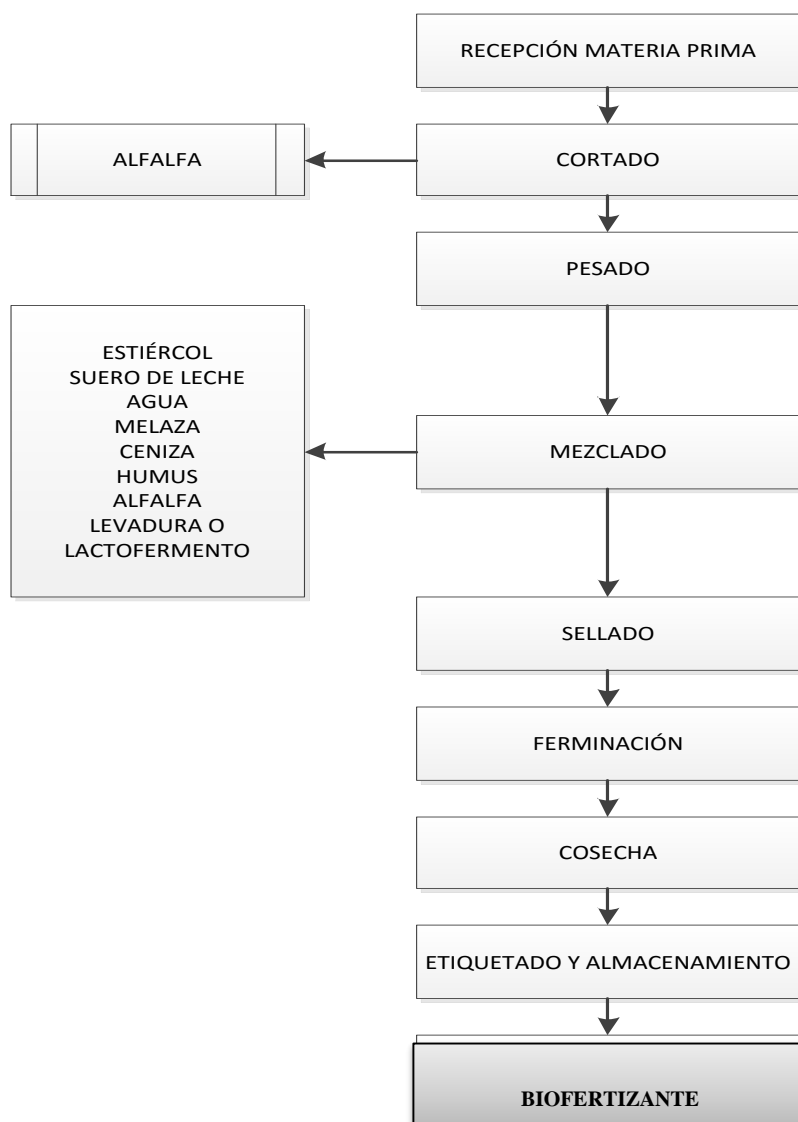 RECEPCIÓN MATERIA PRIMA
ALFALFA
CORTADO
PESADO
ESTIÉRCOL
SUERO DE LECHE
AGUA
MELAZA
CENIZA
HUMUS
ALFALFA
LEVADURA O
LACTOFERMENTO
MEZCLADO
SELLADO
FERMINACIÓN
COSECHA
ETIQUETADO Y ALMACENAMIENTO
BIOFERTIZANTE